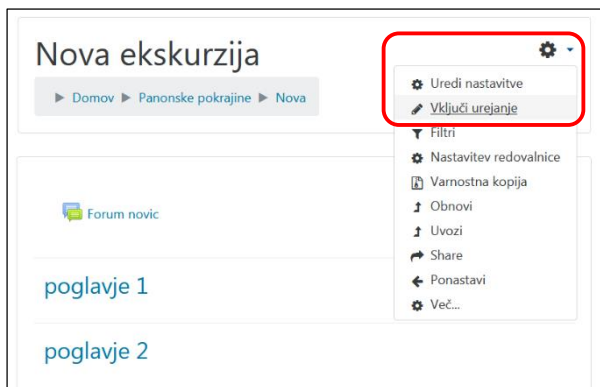 Nova ekskurzija
Domov Panonske pokrajine Nova
Uredi nastavitve
Vključi urejanje
Filtri
Nastavitev redovalnice
Varnostna kopija
Obnovi
Uvozi
Share
Ponastavi
Več...
Forum novic
poglavje 1
poglavje 2